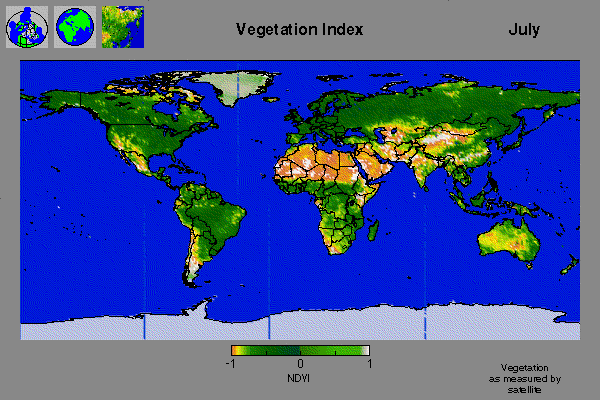 Vegetation Index
July
-1 0 1
NDVI
Vegetation
as measured by
satellite